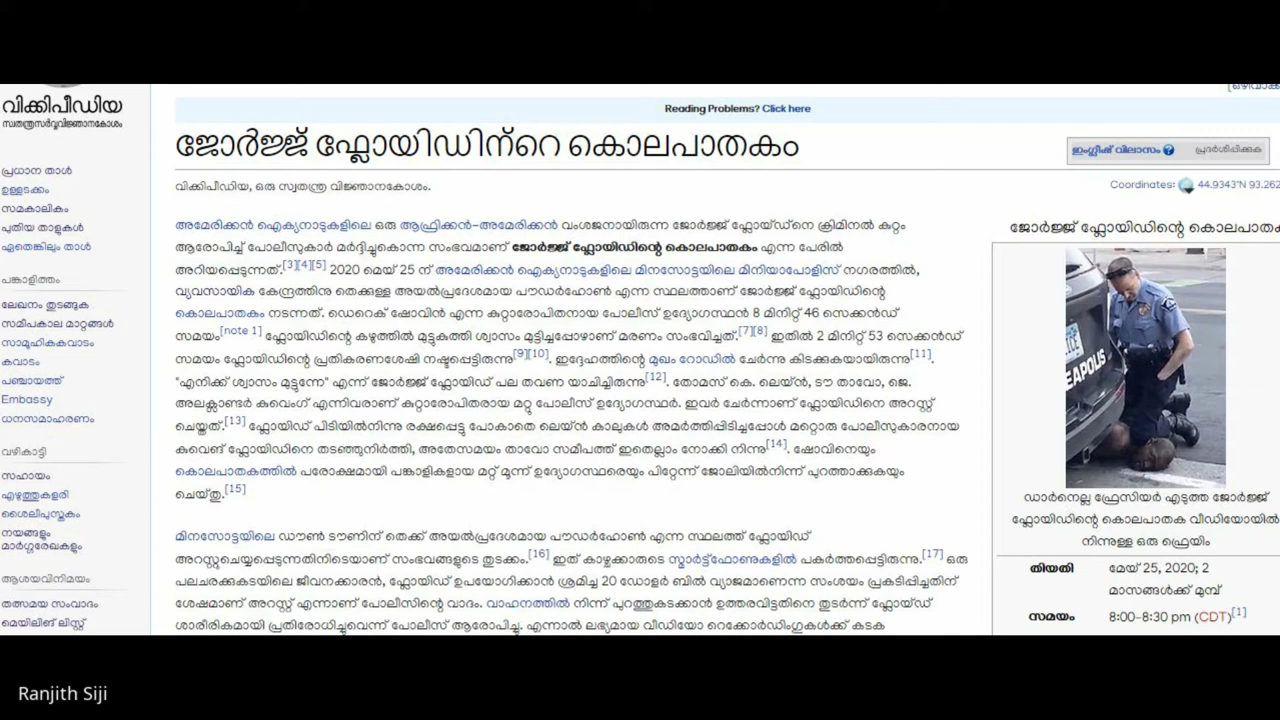 [ഒഴിവാക്ക
വിക്കിപീഡിയ
സ്വതന്ത്രസർവ്വവിജ്ഞാനകോശം
Reading Problems? Click here
ജോർജ്ജ് ഫ്ലോയിഡിന്റെ കൊലപാതകം
ഇംഗ്ലീഷ് വിലാസം ? പ്രദർശിപ്പിക്കുക
വിക്കിപീഡിയ, ഒരു സ്വതന്ത്ര വിജ്ഞാനകോശം.
Coordinates: 44.9343°N 93.262
പ്രധാന താൾ
ഉള്ളടക്കം
സമകാലികം
പുതിയ താളുകൾ
ഏതെങ്കിലും താൾ
പങ്കാളിത്തം
ലേഖനം തുടങ്ങുക
സമീപകാല മാറ്റങ്ങൾ
സാമൂഹികകവാടം
കവാടം
പഞ്ചായത്ത്
Embassy
ധനസമാഹരണം
വഴികാട്ടി
സഹായം
എഴുത്തുകളരി
ശൈലീപുസ്തകം
നയങ്ങളും
മാർഗ്ഗരേഖകളും
ആശയവിനിമയം
തത്സമയ സംവാദം
മെയിലിങ് ലിസ്റ്റ്
അമേരിക്കൻ ഐക്യനാടുകളിലെ ഒരു ആഫ്രിക്കൻ-അമേരിക്കൻ വംശജനായിരുന്ന ജോർജ്ജ് ഫ്ലോയ്ഡ്നെ ക്രിമിനൽ കുറ്റം
ആരോപിച്ച് പോലീസുകാർ മർദ്ദിച്ചുകൊന്ന സംഭവമാണ് ജോർജ്ജ് ഫ്ലോയിഡിന്റെ കൊലപാതകം എന്ന പേരിൽ
അറിയപ്പെടുന്നത്.[3][4][5] 2020 മെയ് 25 ന് അമേരിക്കൻ ഐക്യനാടുകളിലെ മിനസോട്ടയിലെ മിനിയാപോളിസ് നഗരത്തിൽ,
വ്യവസായിക കേന്ദ്രത്തിനു തെക്കുള്ള അയൽപ്രദേശമായ പൗഡർഹോൺ എന്ന സ്ഥലത്താണ് ജോർജ്ജ് ഫ്ലോയിഡിന്റെ
കൊലപാതകം നടന്നത്. ഡെറെക് ഷോവിൻ എന്ന കുറ്റാരോപിതനായ പോലീസ് ഉദ്യോഗസ്ഥൻ 8 മിനിറ്റ് 46 സെക്കൻഡ്
സമയം[note 1] ഫ്ലോയിഡിന്റെ കഴുത്തിൽ മുട്ടുകുത്തി ശ്വാസം മുട്ടിച്ചപ്പോഴാണ് മരണം സംഭവിച്ചത്.[7][8] ഇതിൽ 2 മിനിറ്റ് 53 സെക്കൻഡ്
സമയം ഫ്ലോയിഡിന്റെ പ്രതികരണശേഷി നഷ്ടപ്പെട്ടിരുന്നു[9][10]. ഇദ്ദേഹത്തിന്റെ മുഖം റോഡിൽ ചേർന്നു കിടക്കുകയായിരുന്നു[11].
"എനിക്ക് ശ്വാസം മുട്ടുന്നേ" എന്ന് ജോർജ്ജ് ഫ്ലോയിഡ് പല തവണ യാചിച്ചിരുന്നു[12]. തോമസ് കെ. ലെയ്ൻ, ടൗ താവോ, ജെ.
അലക്സാണ്ടർ കുവെംഗ് എന്നിവരാണ് കുറ്റാരോപിതരായ മറ്റു പോലീസ് ഉദ്യോഗസ്ഥർ. ഇവർ ചേർന്നാണ് ഫ്ലോയിഡിനെ അറസ്റ്റ്
ചെയ്തത്.[13] ഫ്ലോയിഡ് പിടിയിൽനിന്നു രക്ഷപ്പെട്ടു പോകാതെ ലെയ്ൻ കാലുകൾ അമർത്തിപ്പിടിച്ചപ്പോൾ മറ്റൊരു പോലീസുകാരനായ
കുവെങ് ഫ്ലോയിഡിനെ തടഞ്ഞുനിർത്തി, അതേസമയം താവോ സമീപത്ത് ഇതെല്ലാം നോക്കി നിന്നു[14]. ഷോവിനെയും
കൊലപാതകത്തിൽ പരോക്ഷമായി പങ്കാളികളായ മറ്റ് മൂന്ന് ഉദ്യോഗസ്ഥരെയും പിറ്റേന്ന് ജോലിയിൽനിന്ന് പുറത്താക്കുകയും
ചെയ്തു.[15]
മിനസോട്ടയിലെ ഡൗൺ ടൗണിന് തെക്ക് അയൽപ്രദേശമായ പൗഡർഹോൺ എന്ന സ്ഥലത്ത് ഫ്ലോയിഡ്
അറസ്റ്റുചെയ്യപ്പെടുന്നതിനിടെയാണ് സംഭവങ്ങളുടെ തുടക്കം.[16] ഇത് കാഴ്ചക്കാരുടെ സ്മാർട്ട്ഫോണുകളിൽ പകർത്തപ്പെട്ടിരുന്നു.[17] ഒരു
പലചരക്കുകടയിലെ ജീവനക്കാരൻ, ഫ്ലോയിഡ് ഉപയോഗിക്കാൻ ശ്രമിച്ച 20 ഡോളർ ബിൽ വ്യാജമാണെന്ന സംശയം പ്രകടിപ്പിച്ചതിന്
ശേഷമാണ് അറസ്റ്റ് എന്നാണ് പോലീസിന്റെ വാദം. വാഹനത്തിൽ നിന്ന് പുറത്തുകടക്കാൻ ഉത്തരവിട്ടതിനെ തുടർന്ന് ഫ്ലോയ്ഡ്
ശാരീരികമായി പ്രതിരോധിച്ചുവെന്ന് പോലീസ് ആരോപിച്ചു. എന്നാൽ ലഭ്യമായ വീഡിയോ റെക്കോർഡിംഗുകൾക്ക് കടക
ജോർജ്ജ് ഫ്ലോയിഡിന്റെ കൊലപാതക
EAPOLIS
ഡാർനെല്ല ഫ്രേസിയർ എടുത്ത ജോർജ്ജ്
ഫ്ലോയിഡിന്റെ കൊലപാതക വീഡിയോയിൽ
നിന്നുള്ള ഒരു ഫ്രെയിം
തിയതി മേയ് 25, 2020; 2
മാസങ്ങൾക്ക് മുമ്പ്
സമയം 8:00–8:30 pm (CDT)[1]
Ranjith Siji